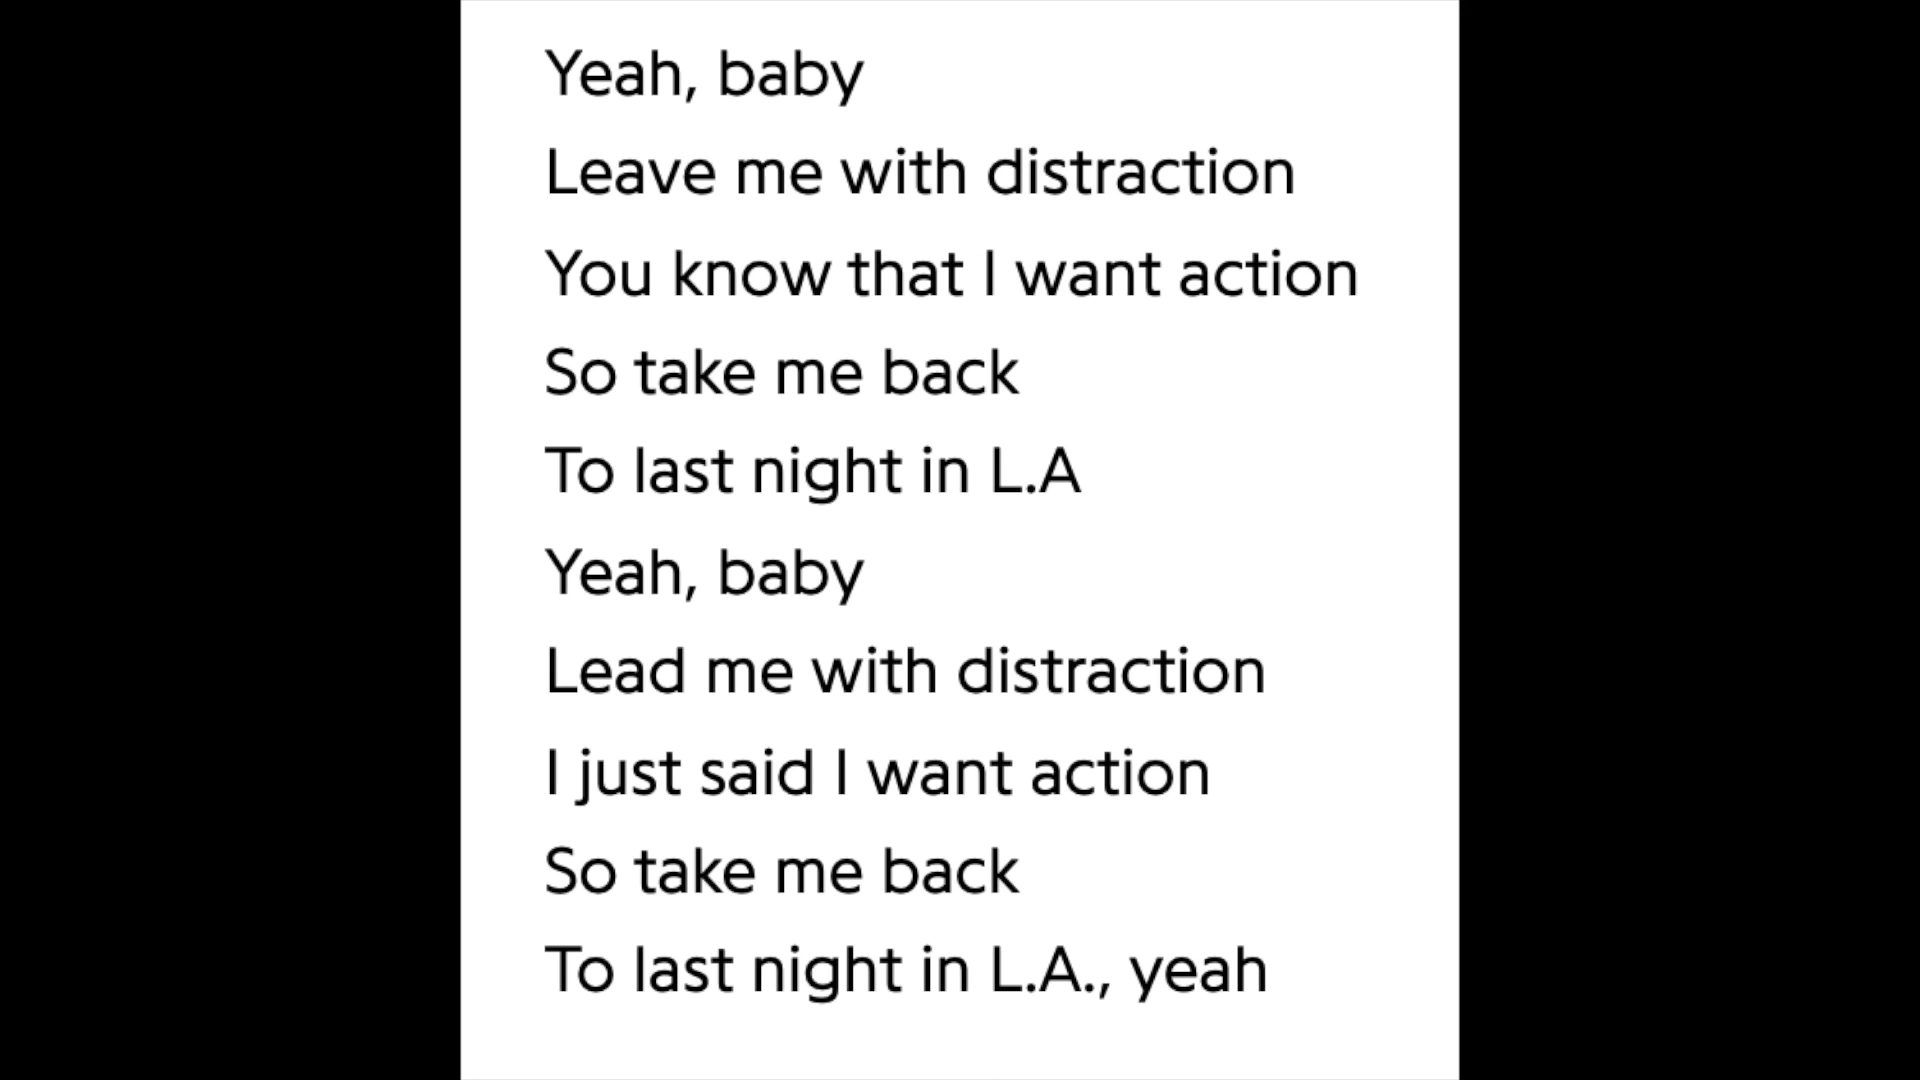 Yeah, baby
Leave me with distraction
You know that I want action
So take me back
To last night in L.A
Yeah, baby
Lead me with distraction
I just said I want action
So take me back
To last night in L.A., yeah